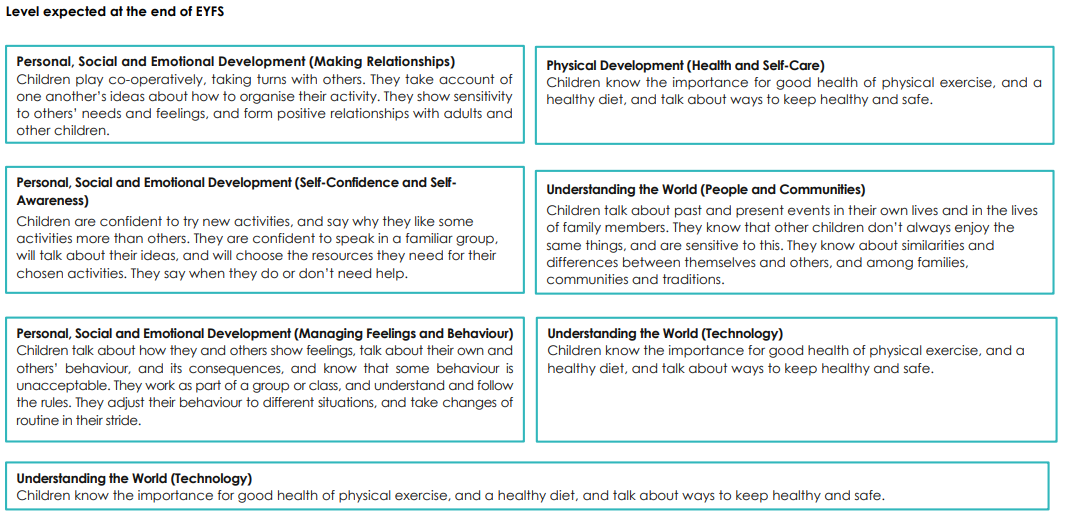 Level expected at the end of EYFS
Personal, Social and Emotional Development (Making Relationships)
Children play co-operatively, taking turns with others. They take account of
one another’s ideas about how to organise their activity. They show sensitivity
to others’ needs and feelings, and form positive relationships with adults and
other children.
Physical Development (Health and Self-Care)
Children know the importance for good health of physical exercise, and a
healthy diet, and talk about ways to keep healthy and safe.
Personal, Social and Emotional Development (Self-Confidence and Self-
Awareness)
Children are confident to try new activities, and say why they like some
activities more than others. They are confident to speak in a familiar group,
will talk about their ideas, and will choose the resources they need for their
chosen activities. They say when they do or don’t need help.
Understanding the World (People and Communities)
Children talk about past and present events in their own lives and in the lives
of family members. They know that other children don’t always enjoy the
same things, and are sensitive to this. They know about similarities and
differences between themselves and others, and among families,
communities and traditions.
Personal, Social and Emotional Development (Managing Feelings and Behaviour)
Children talk about how they and others show feelings, talk about their own and
others’ behaviour, and its consequences, and know that some behaviour is
unacceptable. They work as part of a group or class, and understand and follow
the rules. They adjust their behaviour to different situations, and take changes of
routine in their stride.
Understanding the World (Technology)
Children know the importance for good health of physical exercise, and a
healthy diet, and talk about ways to keep healthy and safe.
Understanding the World (Technology)
Children know the importance for good health of physical exercise, and a healthy diet, and talk about ways to keep healthy and safe.